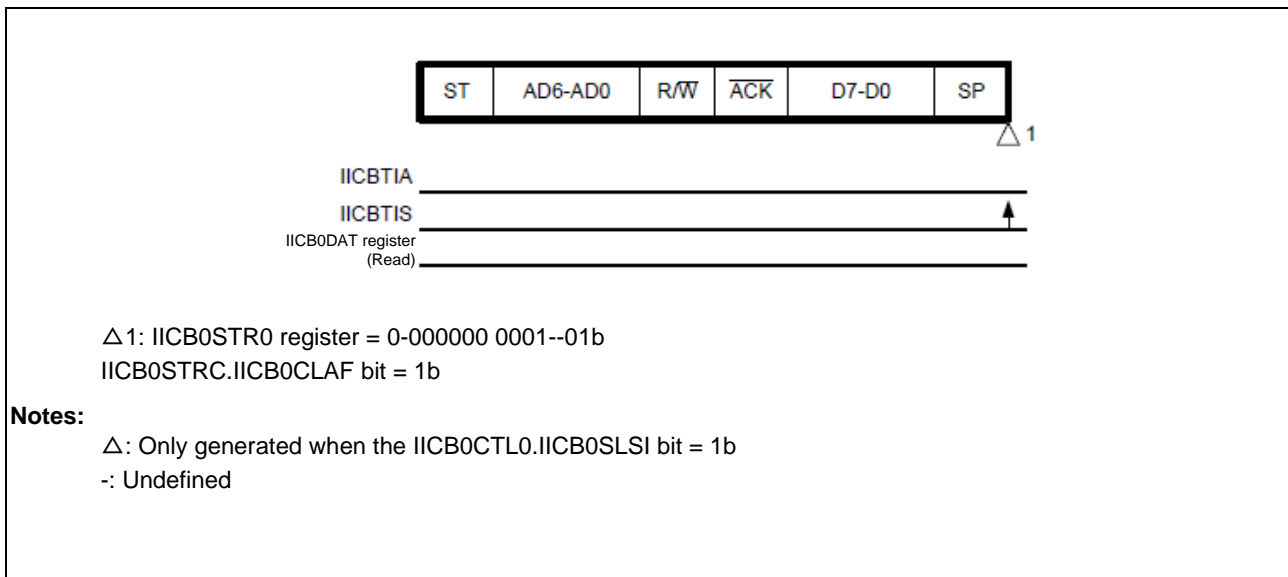 ST AD6-AD0 R/W ACK D7-D0 SP
△ 1
IICBTIA
IICBTIS
IICB0DAT register
(Read)
△1: IICB0STR0 register = 0-000000 0001--01b
IICB0STRC.IICB0CLAF bit = 1b
Notes:
△: Only generated when the IICB0CTL0.IICB0SLSI bit = 1b
-: Undefined